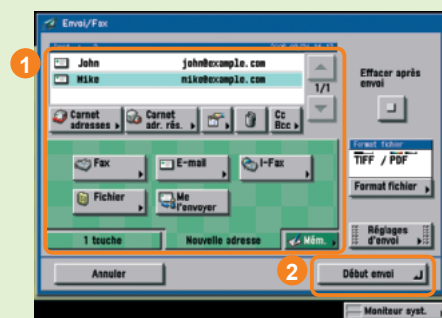 Envoi/Fax
1
John john@example.com
Mike mike@example.com
1/1
Effacer après
envoi
Carnet
adresses
Carnet
adr. rés.
Cc
Bcc
Format fichier
TIFF / PDF
Fax
E-mail
I-Fax
Format fichier
Fichier
Me
l'envoyer
Réglages
d'envoi
1 touche
Nouvelle adresse
Mém.
2
Annuler
Début envoi
Moniteur syst.